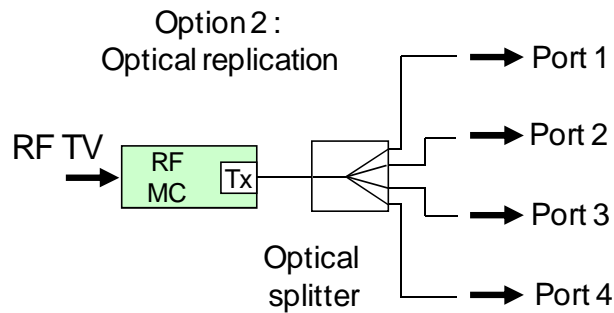 Option 2 :
Optical replication
Port 1
Port 2
RF TV
RF
MC
Tx
Port 3
Optical
splitter
Port 4